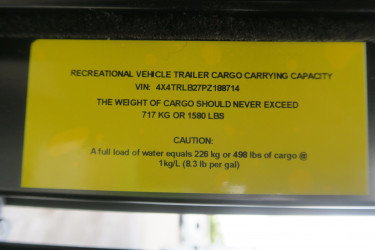 RECREATIONAL VEHICLE TRAILER CARGO CARRYING CAPACITY
VIN: 4X4TRLB27PZ188714
THE WEIGHT OF CARGO SHOULD NEVER EXCEED
717 KG OR 1580 LBS
CAUTION:
A full load of water equals 226 kg or 498 lbs of cargo @
1kg/L (8.3 lb per gal)